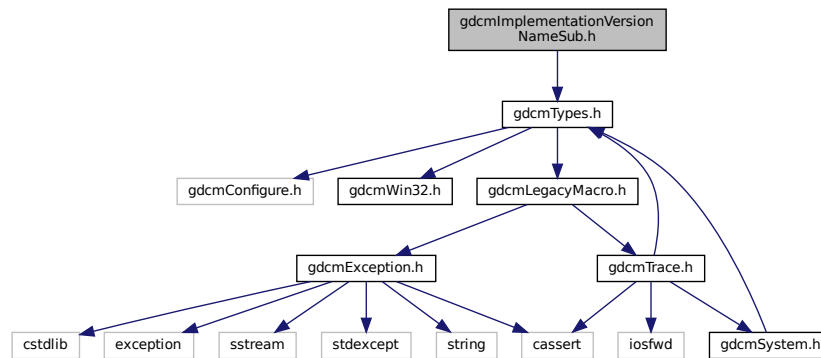 gdcmImplementationVersion
NameSub.h
gdcmTypes.h
gdcmConfigure.h
gdcmWin32.h
gdcmLegacyMacro.h
gdcmException.h
gdcmTrace.h
cstdlib
exception
sstream
stdexcept
string
cassert
iosfwd
gdcmSystem.h